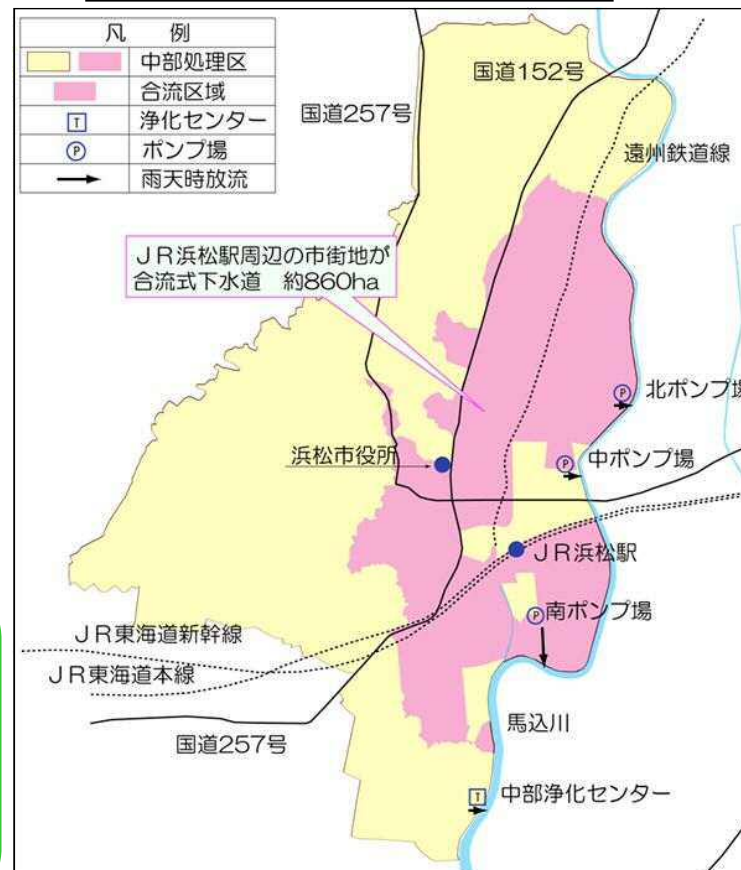 凡　例
中部処理区
合流区域
T 浄化センター
P ポンプ場
雨天時放流
国道257号
国道152号
遠州鉄道線
ＪＲ浜松駅周辺の市街地が
合流式下水道　約860ha
P 北ポンプ場
浜松市役所
P 中ポンプ場
ＪＲ浜松駅
P 南ポンプ場
ＪＲ東海道新幹線
ＪＲ東海道本線
国道257号
馬込川
T 中部浄化センター